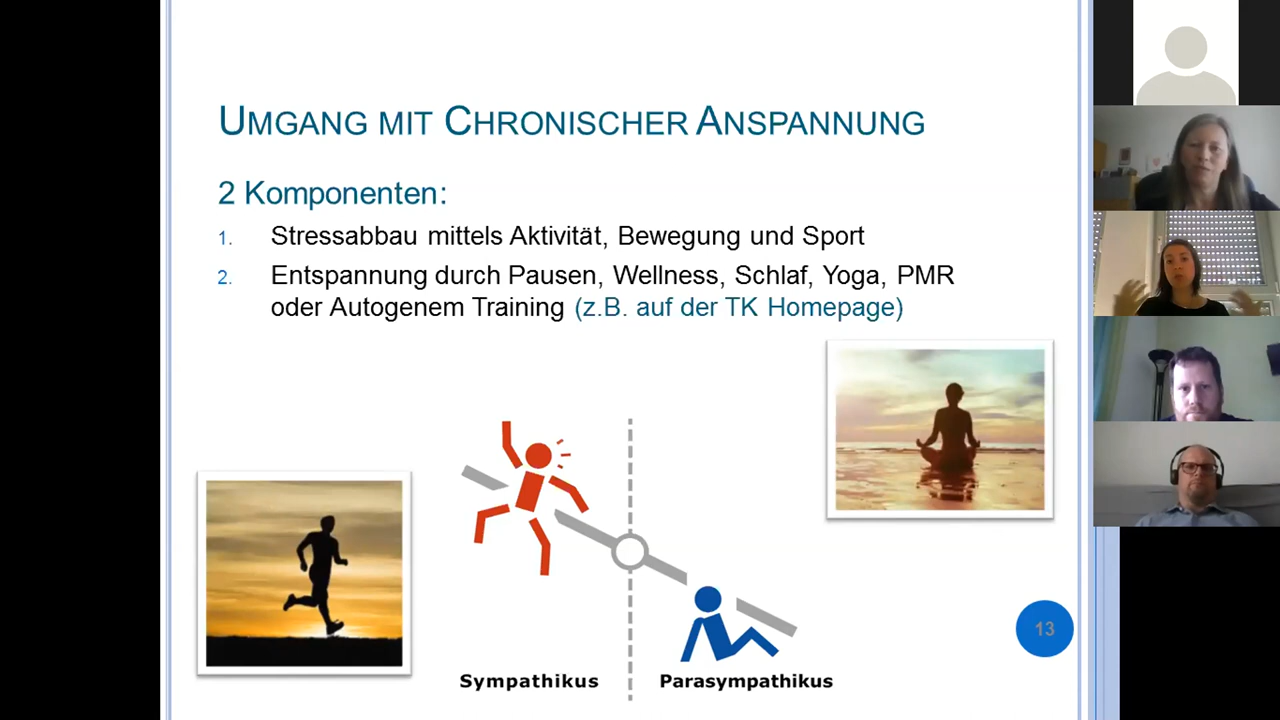 UMGANG MIT CHRONISCHER ANSPANNUNG
2 Komponenten:
1. Stressabbau mittels Aktivität, Bewegung und Sport
2. Entspannung durch Pausen, Wellness, Schlaf, Yoga, PMR
oder Autogenem Training (z.B. auf der TK Homepage)
13
Sympathikus
Parasympathikus